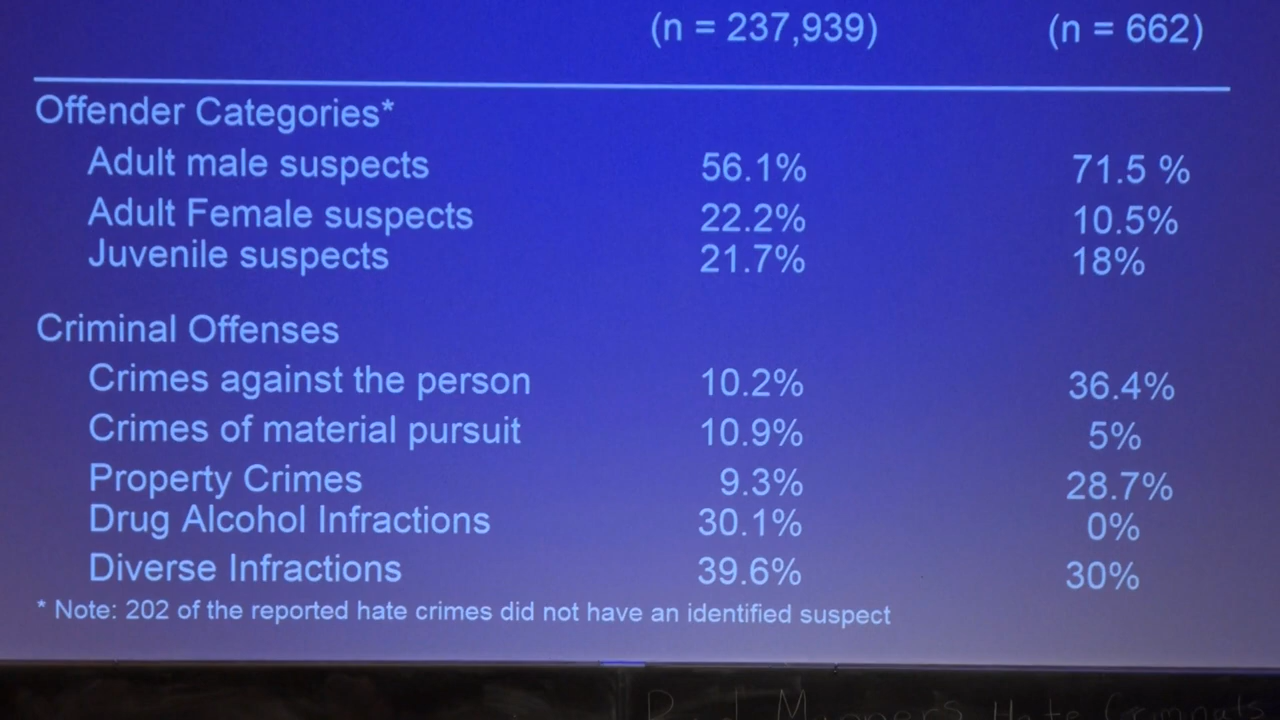 (n = 237,939) (n = 662)
Offender Categories*
Adult male suspects 56.1% 71.5 %
Adult Female suspects 22.2% 10.5%
Juvenile suspects 21.7% 18%
Criminal Offenses
Crimes against the person 10.2% 36.4%
Crimes of material pursuit 10.9% 5%
Property Crimes 9.3% 28.7%
Drug Alcohol Infractions 30.1% 0%
Diverse Infractions 39.6% 30%
* Note: 202 of the reported hate crimes did not have an identified suspect
Hate Criminals